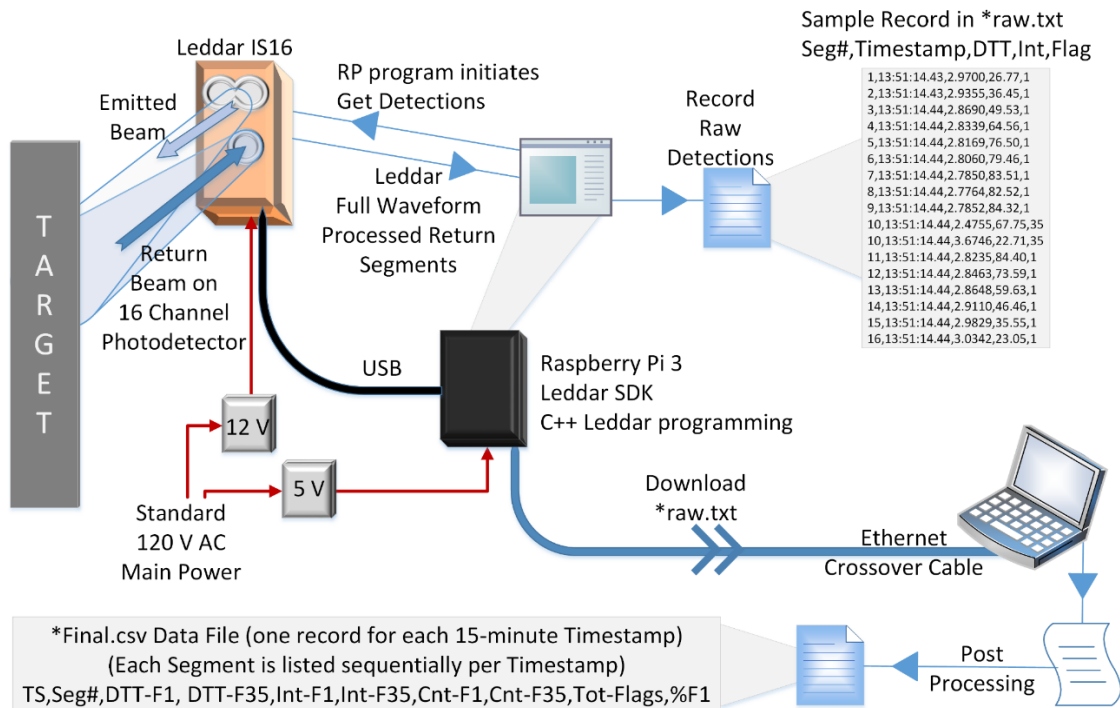 Leddar IS16
Emitted
Beam
RP program initiates
Get Detections
Leddar
Full Waveform
Processed Return
Segments
Record
Raw
Detections
Sample Record in *raw.txt
Seg#,Timestamp,DTT,Int,Flag
1,13:51:14.43,2.9700,26.77,1
2,13:51:14.43,2.9355,36.45,1
3,13:51:14.44,2.8690,49.53,1
4,13:51:14.44,2.8339,64.56,1
5,13:51:14.44,2.8169,76.50,1
6,13:51:14.44,2.8060,79.46,1
7,13:51:14.44,2.7850,83.51,1
8,13:51:14.44,2.7764,82.52,1
9,13:51:14.44,2.7852,84.32,1
10,13:51:14.44,2.4755,67.75,35
10,13:51:14.44,3.6746,22.71,35
11,13:51:14.44,2.8235,84.40,1
12,13:51:14.44,2.8463,73.59,1
13,13:51:14.44,2.8648,59.63,1
14,13:51:14.44,2.9110,46.46,1
15,13:51:14.44,2.9829,35.55,1
16,13:51:14.44,3.0342,23.05,1
TARGET
Return
Beam on
16 Channel
Photodetector
USB
Raspberry Pi 3
Leddar SDK
C++ Leddar programming
12 V
5 V
Standard
120 V AC
Main Power
Download
*raw.txt
Ethernet
Crossover Cable
Post
Processing
*Final.csv Data File (one record for each 15-minute Timestamp)
(Each Segment is listed sequentially per Timestamp)
TS,Seg#,DTT-F1, DTT-F35,Int-F1,Int-F35,Cnt-F1,Cnt-F35,Tot-Flags,%F1